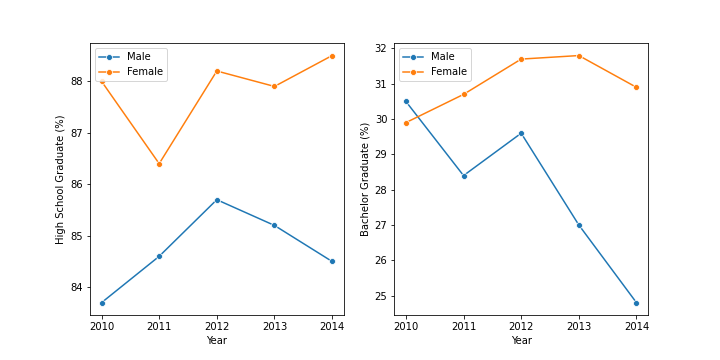 Male
Female
88
87
86
85
84
High School Graduate (%)
2010 2011 2012 2013 2014
Year
Male
Female
32
31
30
29
28
27
26
25
Bachelor Graduate (%)
2010 2011 2012 2013 2014
Year